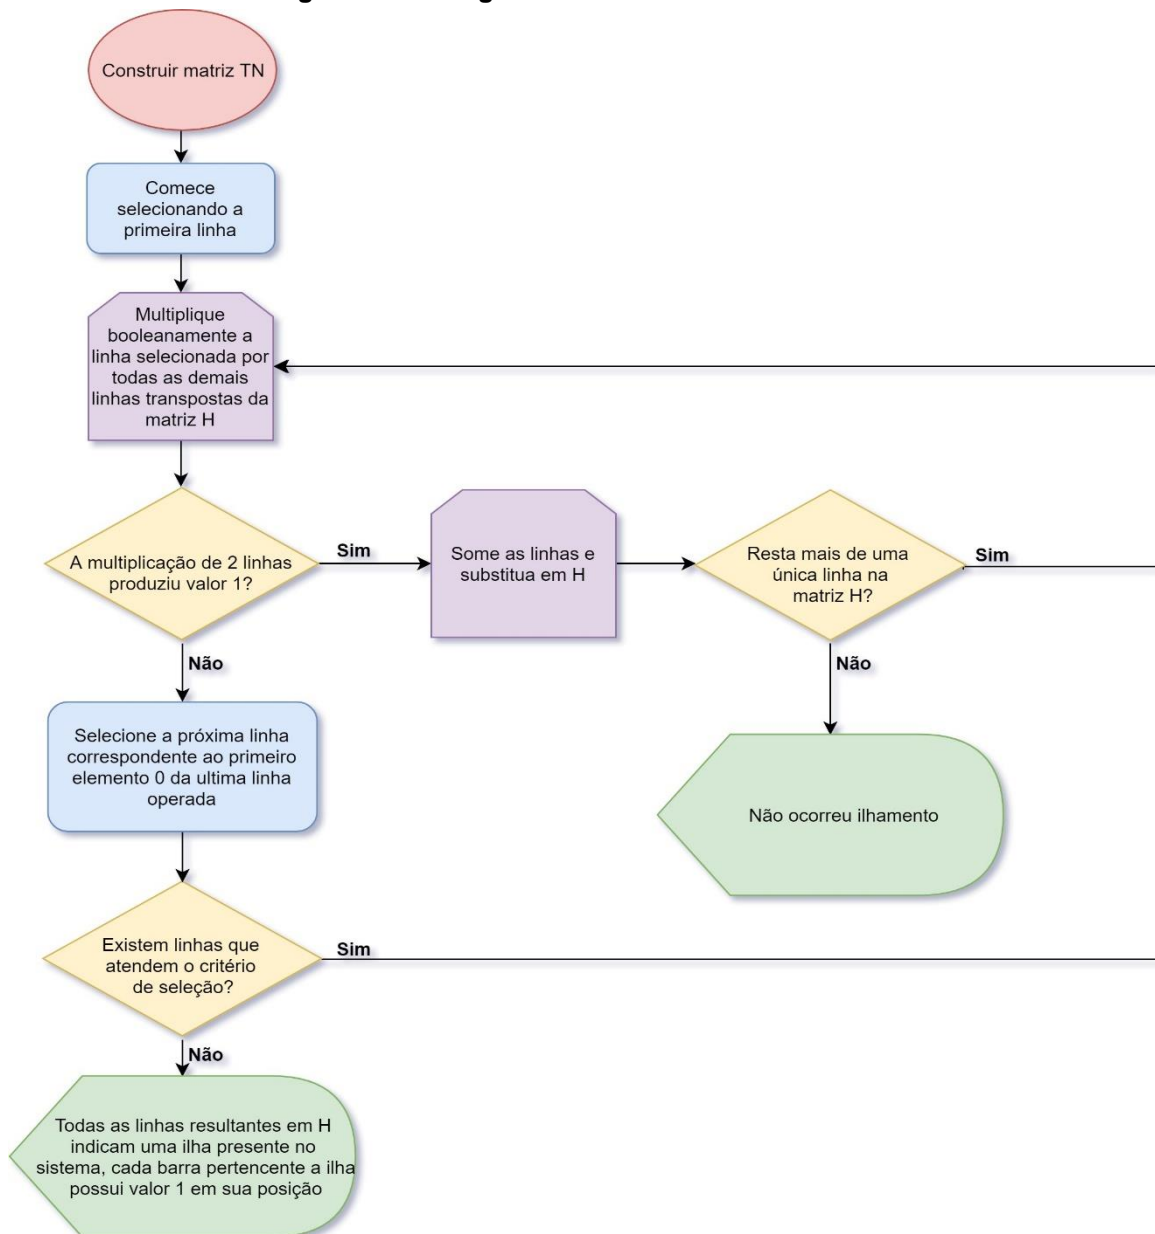 Construir matriz TN
Comece
selecionando a
primeira linha
Multiplique
booleanamente a
linha selecionada por
todas as demais
linhas transpostas da
matriz H
A multiplicação de 2 linhas
produziu valor 1?
Sim
Some as linhas e
substitua em H
Resta mais de uma
única linha na
matriz H?
Sim
Não
Não
Selecione a próxima linha
correspondente ao primeiro
elemento 0 da ultima linha
operada
Não ocorreu ilhamento
Existem linhas que
atendem o critério
de seleção?
Sim
Não
Todas as linhas resultantes em H
indicam uma ilha presente no
sistema, cada barra pertencente a ilha
possui valor 1 em sua posição